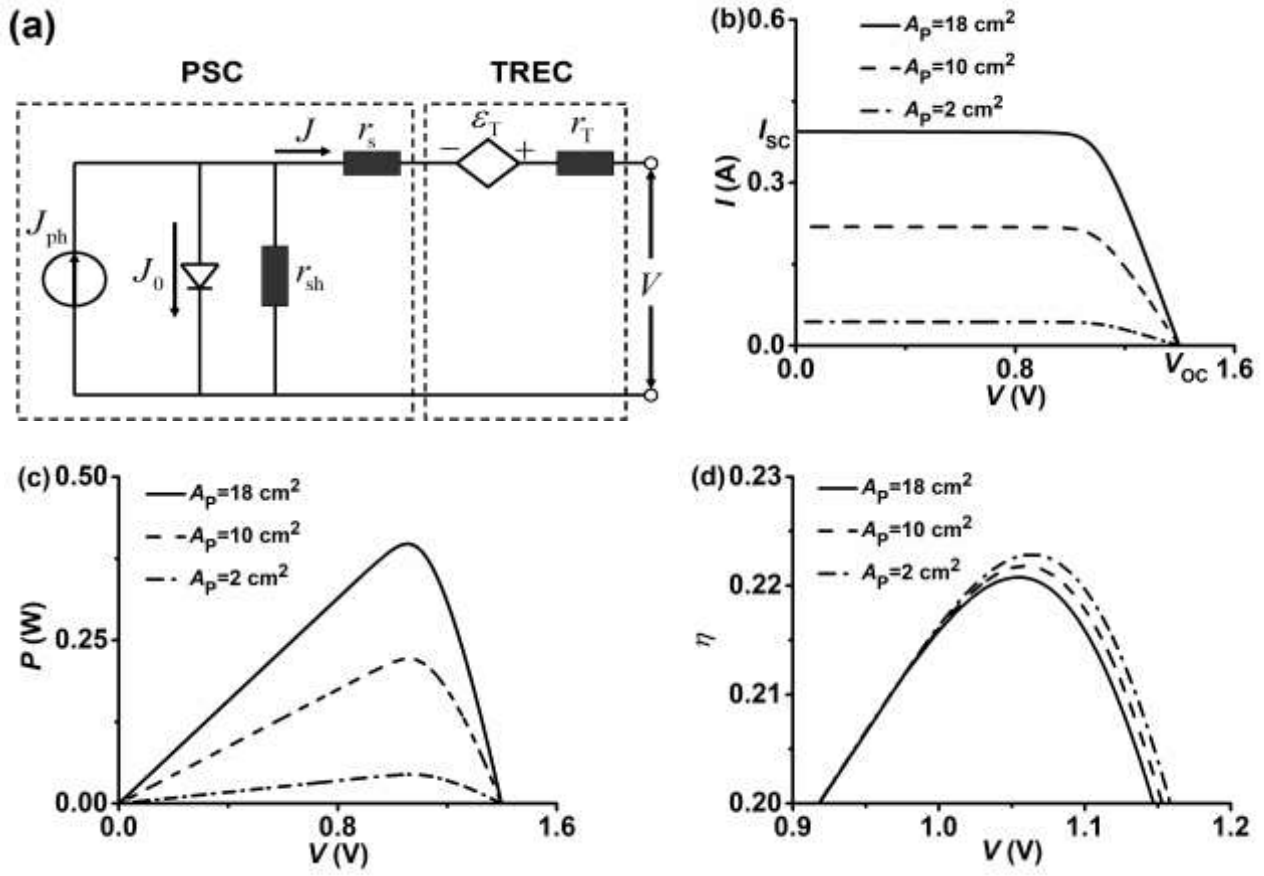 (a)
PSC
TREC
J
r_s
ε_T
r_T
−
+
J_ph
J_0
r_sh
V
(b)
0.6
A_P=18 cm²
A_P=10 cm²
A_P=2 cm²
I_SC
0.3
I (A)
0.0
0.0
0.8
V_OC
1.6
V (V)
(c)
0.50
A_P=18 cm²
A_P=10 cm²
A_P=2 cm²
0.25
P (W)
0.00
0.0
0.8
1.6
V (V)
(d)
0.23
A_P=18 cm²
A_P=10 cm²
A_P=2 cm²
0.22
η
0.21
0.20
0.9
1.0
1.1
1.2
V (V)